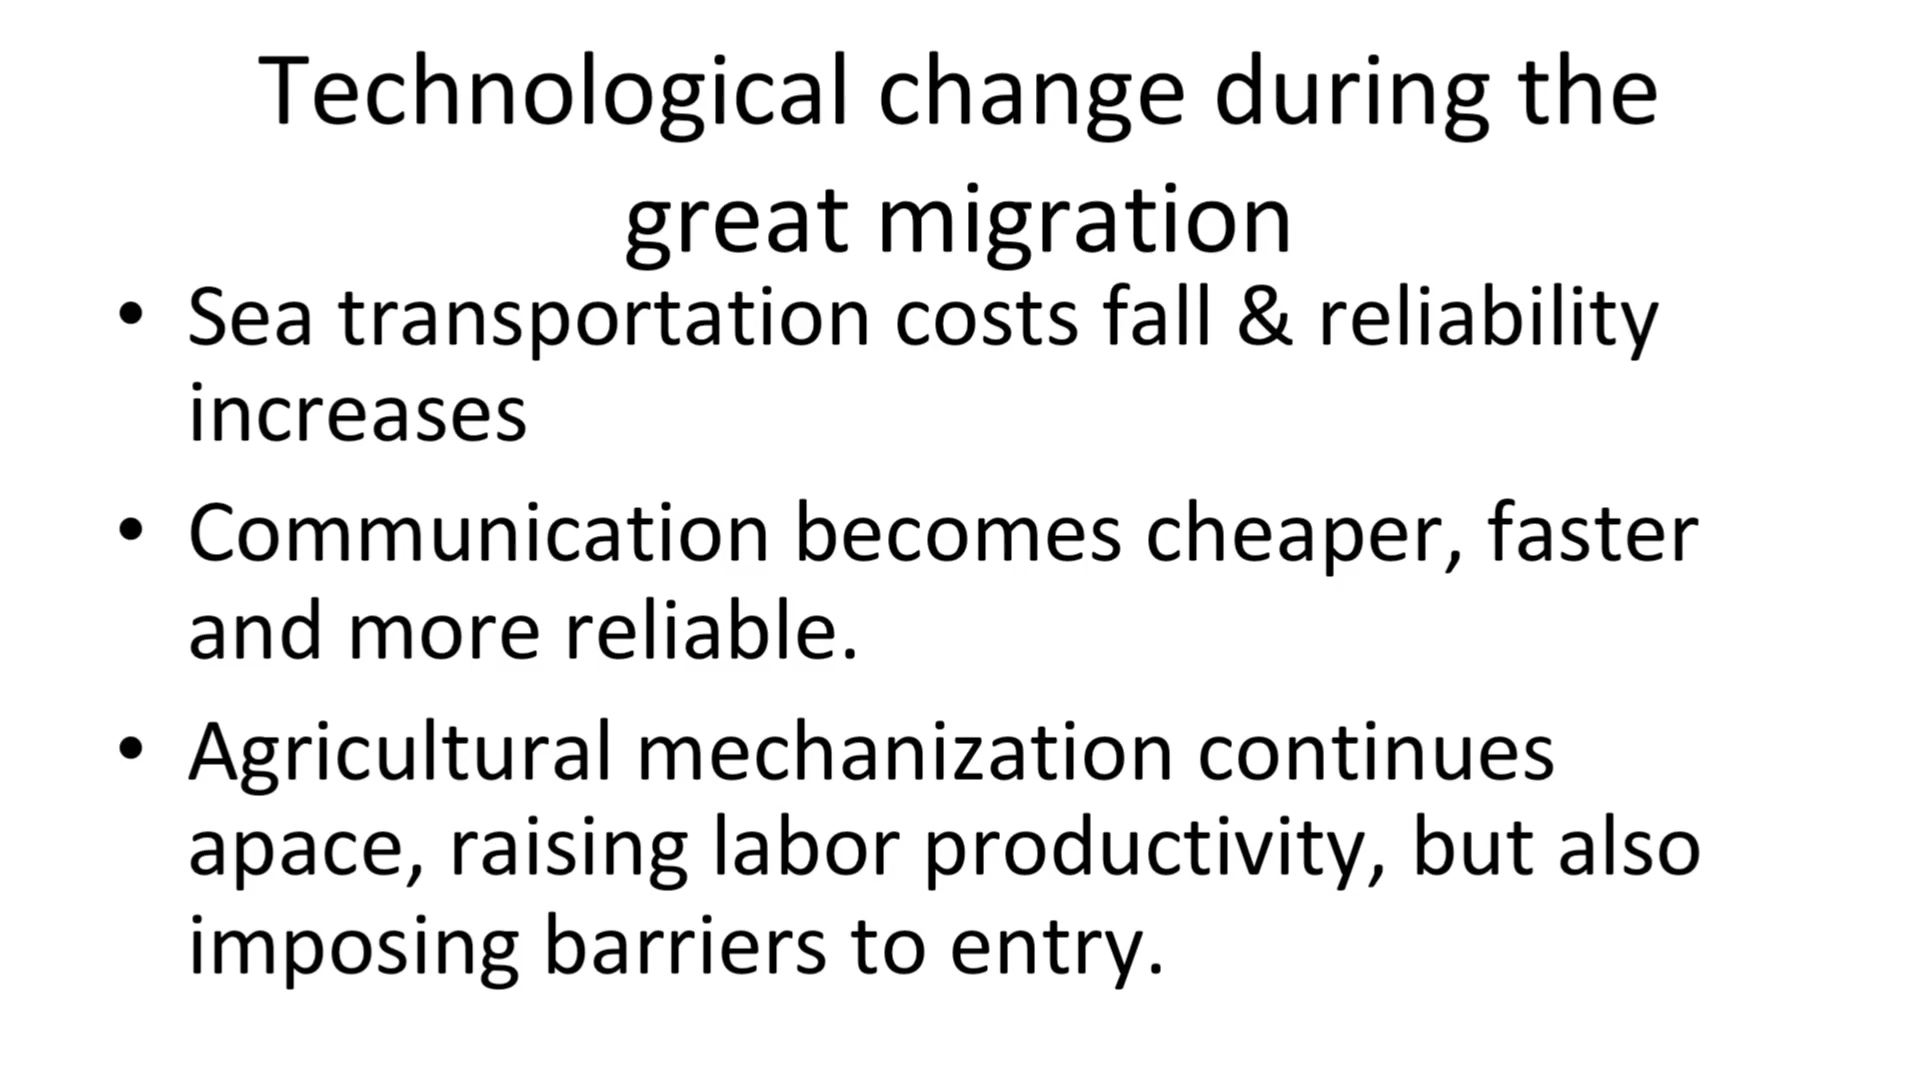 Technological change during the
great migration
• Sea transportation costs fall & reliability
increases
• Communication becomes cheaper, faster
and more reliable.
• Agricultural mechanization continues
apace, raising labor productivity, but also
imposing barriers to entry.